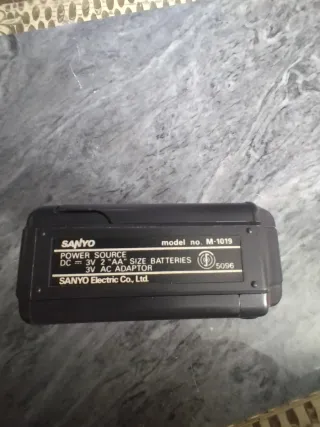 SANYO model no. M-1019
POWER SOURCE
DC ⎓ 3V 2 "AA" SIZE BATTERIES
3V AC ADAPTOR
5096
SANYO Electric Co., Ltd.